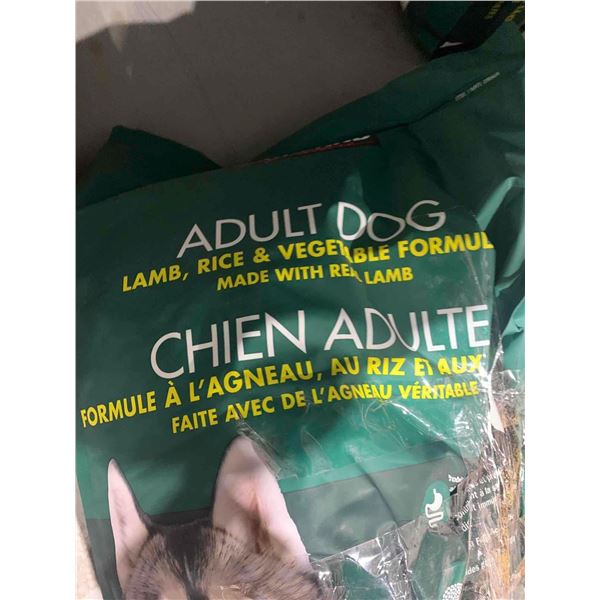 ADULT DOG
LAMB, RICE & VEGETABLE FORMUL
MADE WITH REAL LAMB
CHIEN ADULTE
FORMULE À L'AGNEAU, AU RIZ ET AUX
FAITE AVEC DE L'AGNEAU VÉRITABLE